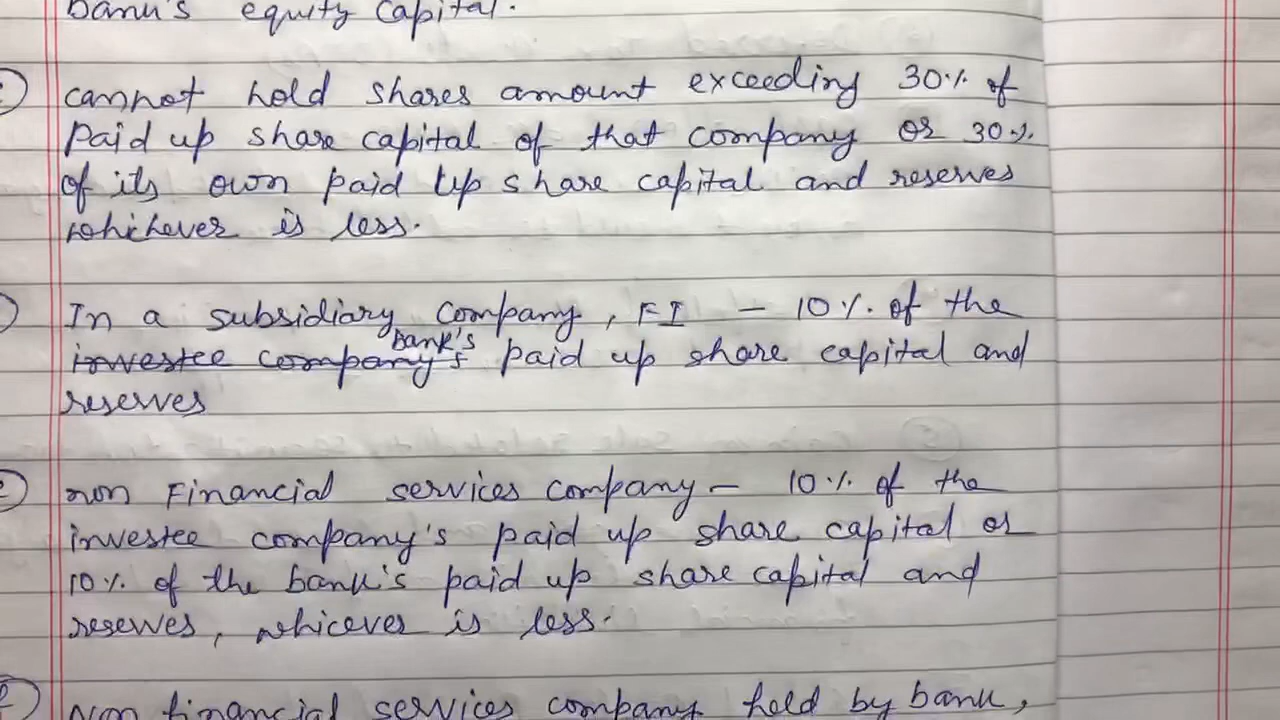 bank's equity capital.
cannot hold shares amount exceeding 30% of
Paid up share capital of that company or 30%
of its own paid up share capital and reserves
whichever is less.
In a subsidiary company, FI - 10% of the
bank's
investee company's paid up share capital and
reserves
non Financial services company - 10% of the
investee company's paid up share capital or
10% of the bank's paid up share capital and
reserves, whicever is less.
Non financial services company held by bank,